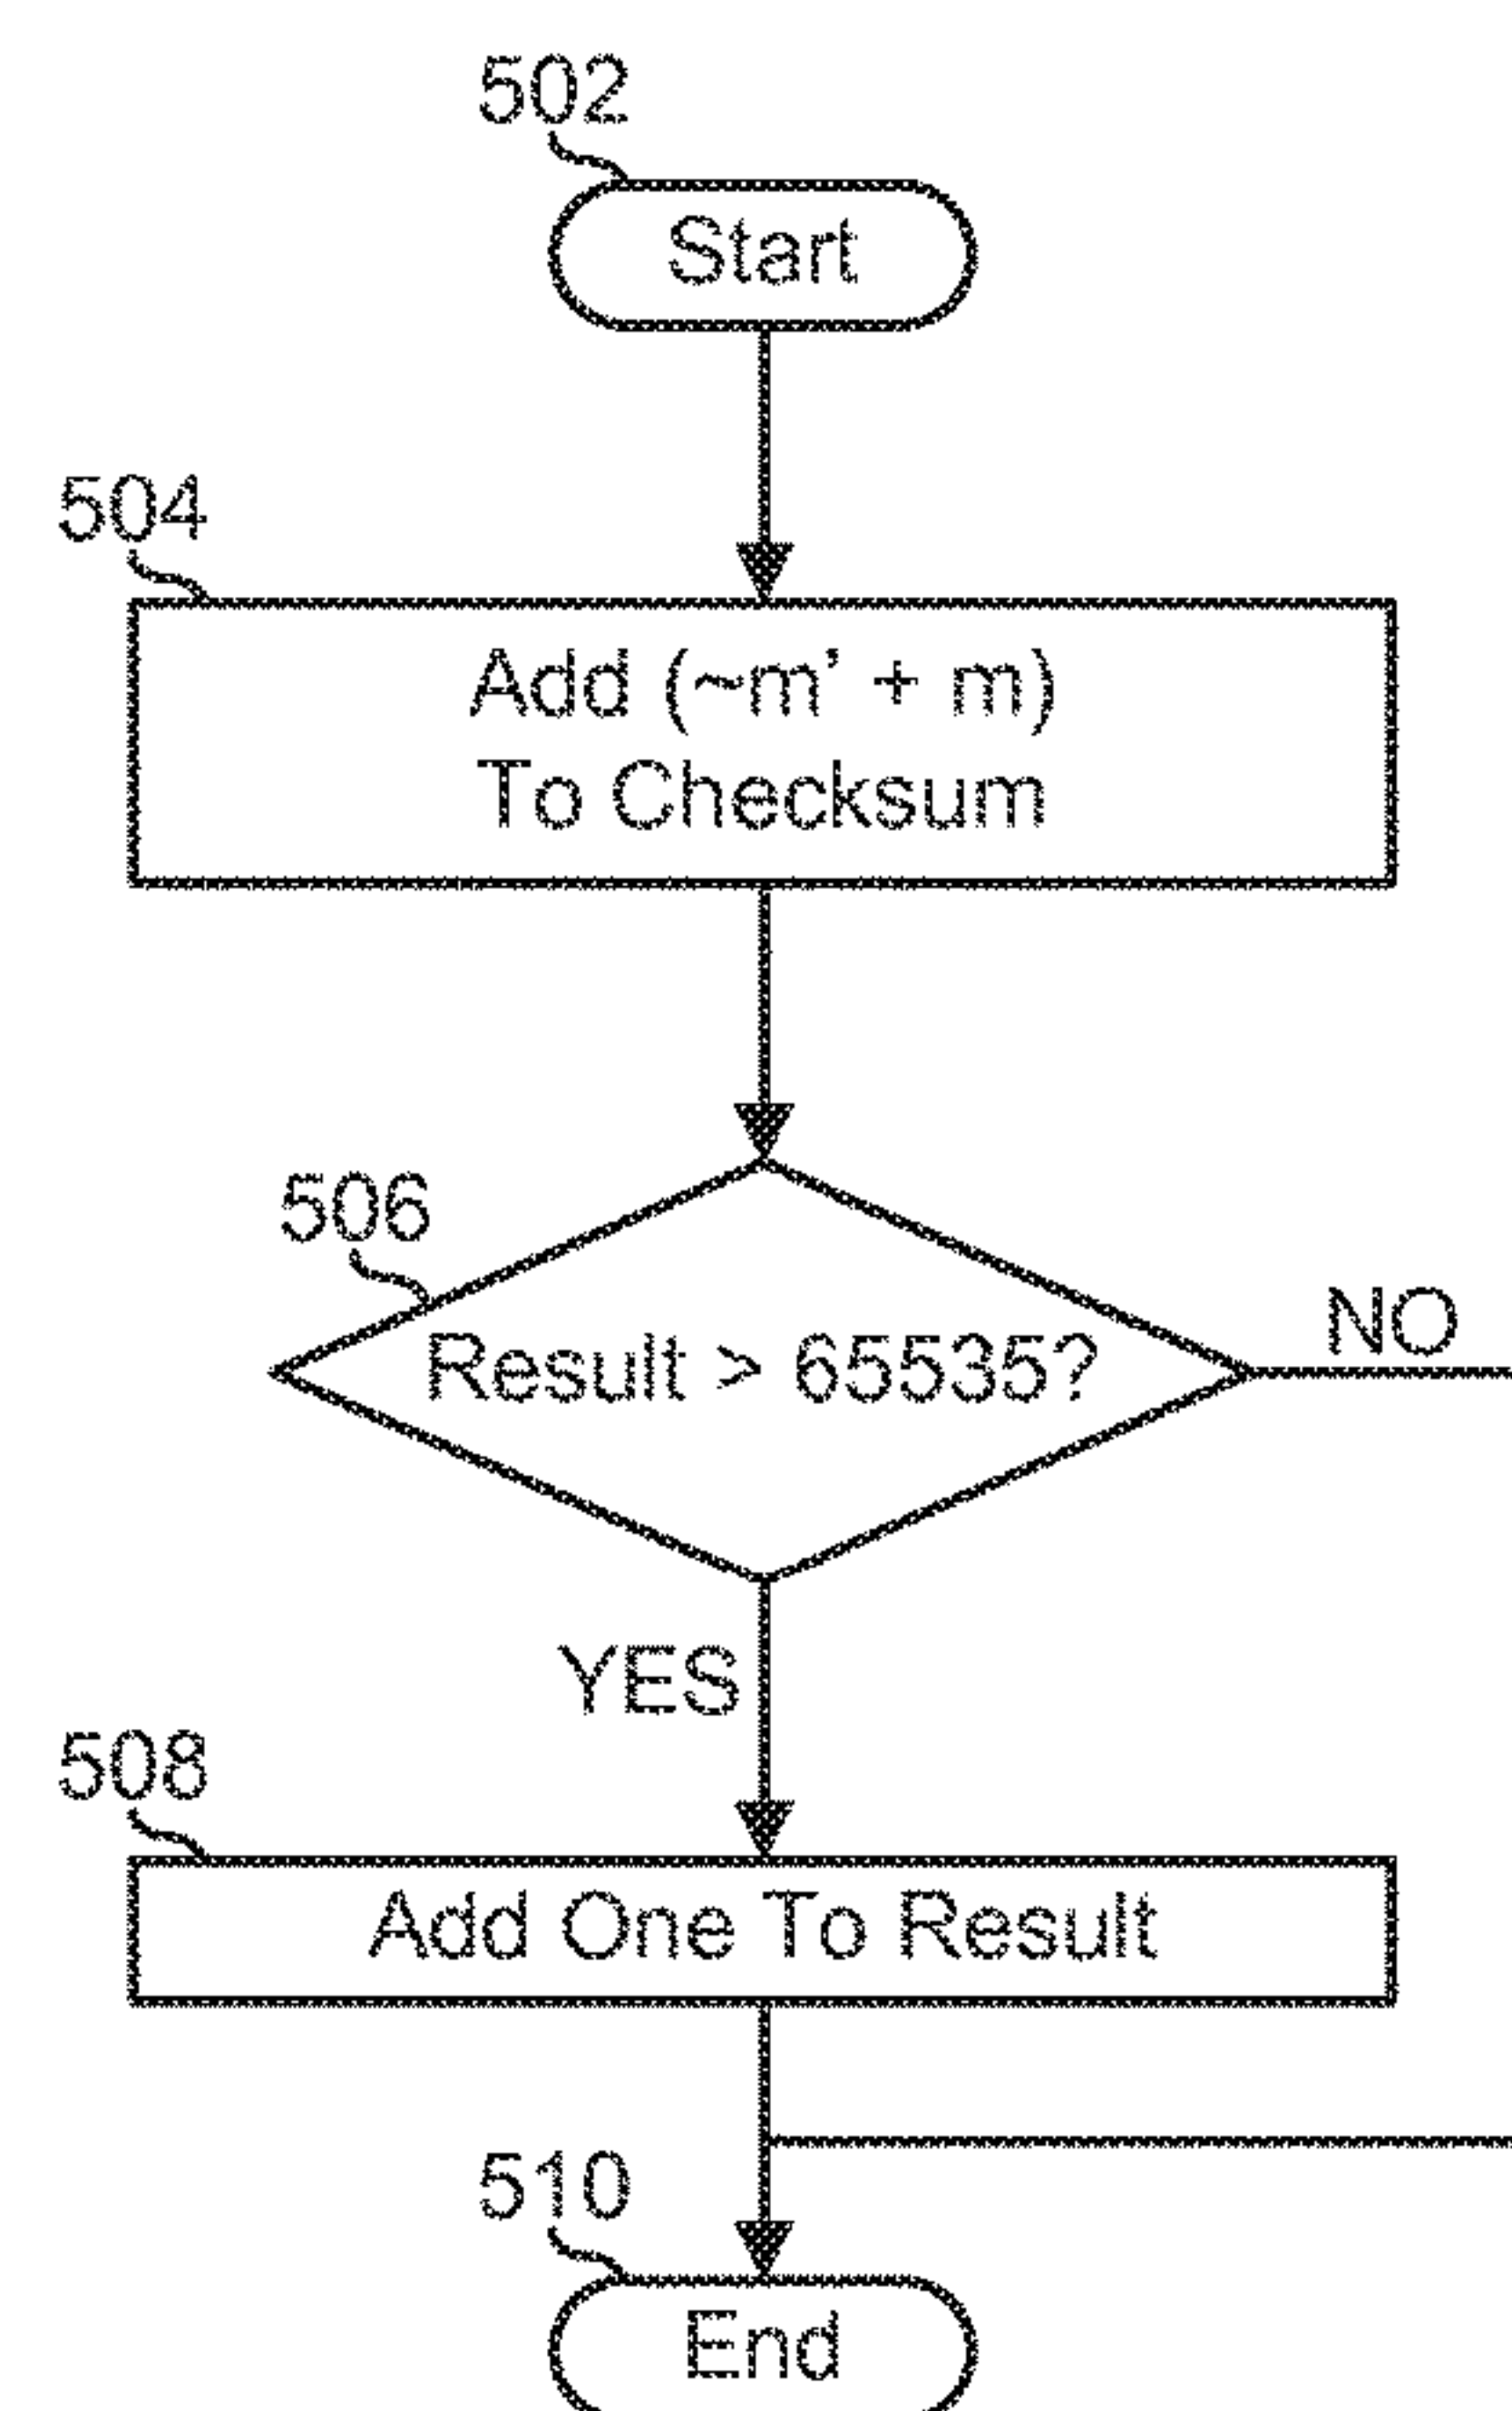 502
Start
504
Add (~m’ + m)
To Checksum
506
Result > 65535?
NO
YES
508
Add One To Result
510
End